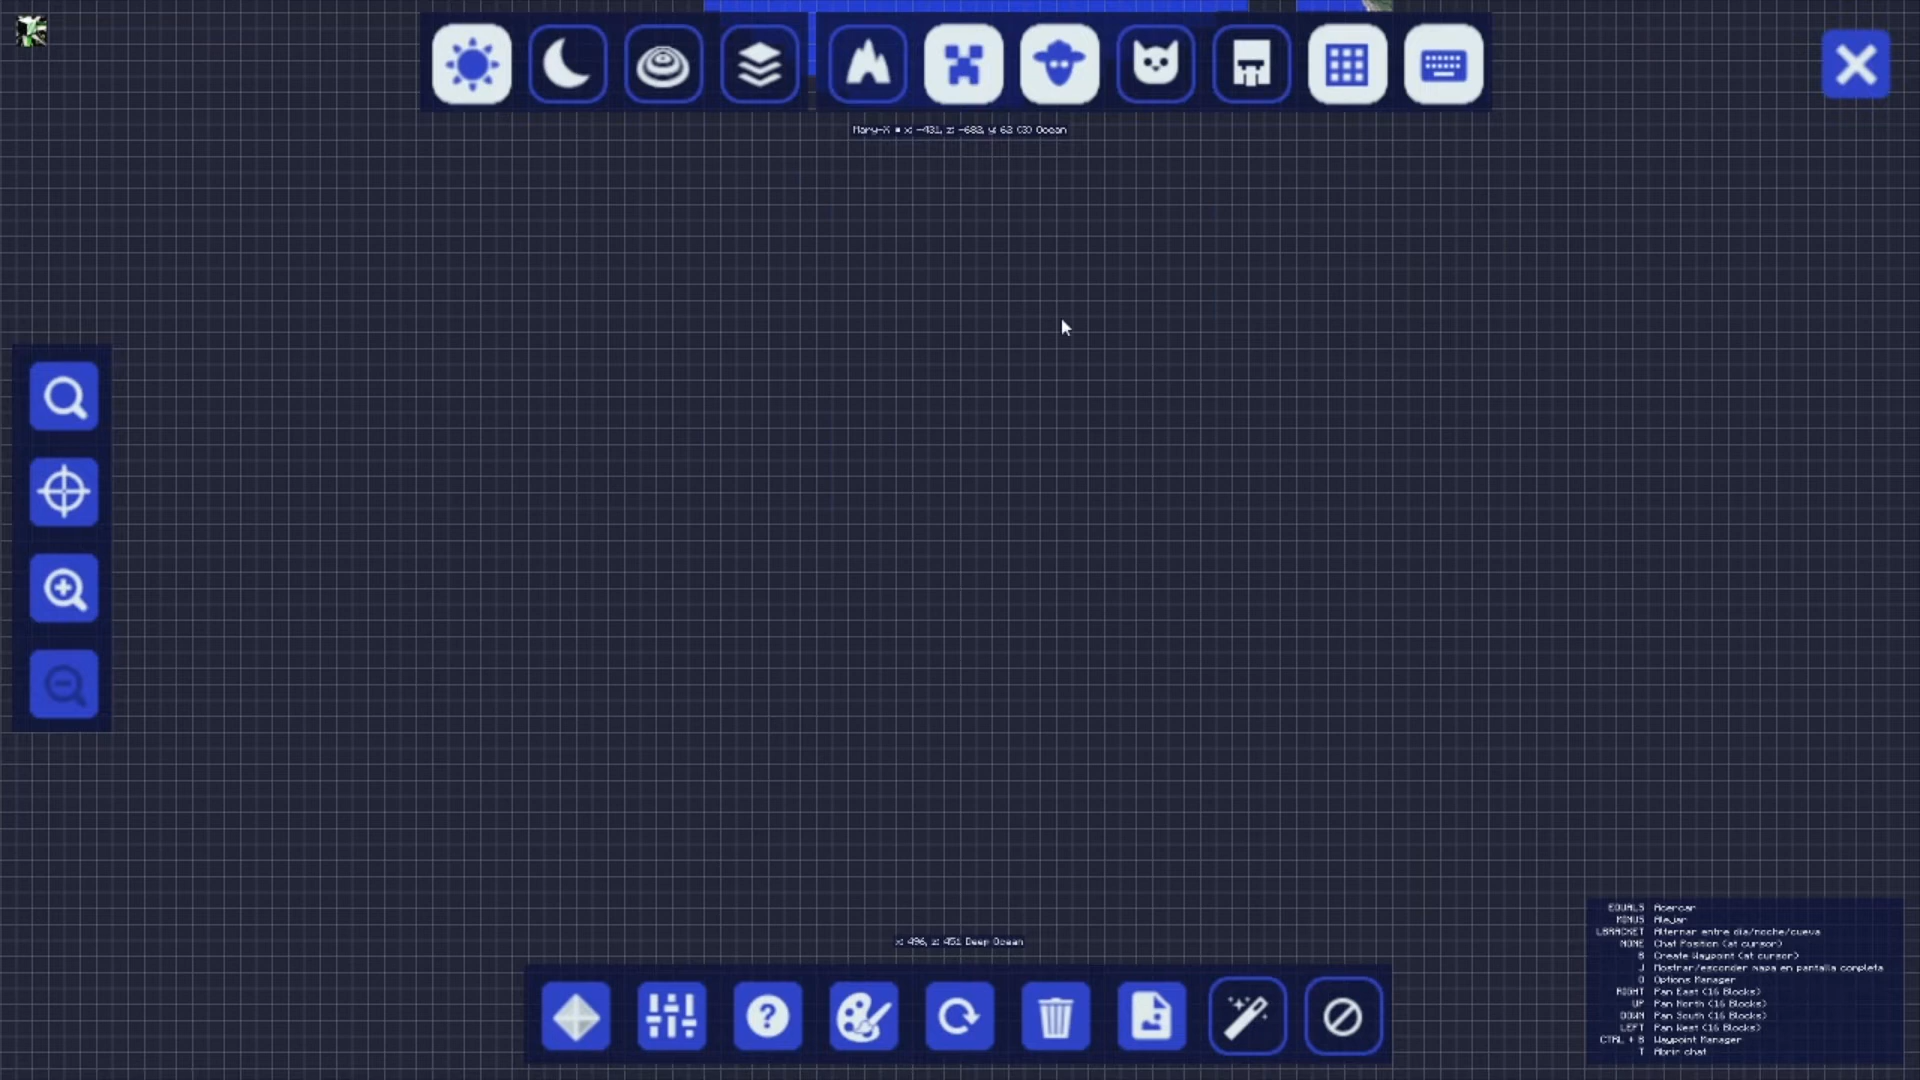 Mary-X ■ x: -431, z: -682, y: 62 (3) Ocean
x: 496, z: 451 Deep Ocean
EQUALS Acercar
MINUS Alejar
LBRACKET Alternar entre dia/noche/cueva
NONE Chat Position (at cursor)
B Create Waypoint (at cursor)
J Mostrar/esconder mapa en pantalla completa
O Options Manager
RIGHT Pan East (16 Blocks)
UP Pan North (16 Blocks)
DOWN Pan South (16 Blocks)
LEFT Pan West (16 Blocks)
CTRL + B Waypoint Manager
T Abrir chat